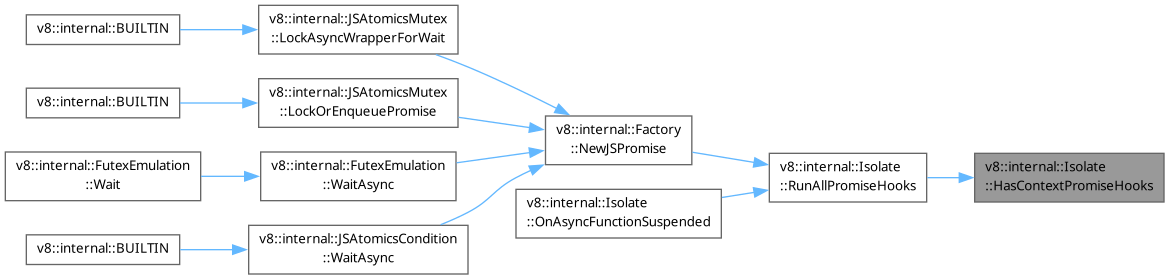 v8::internal::BUILTIN
v8::internal::JSAtomicsMutex
::LockAsyncWrapperForWait
v8::internal::BUILTIN
v8::internal::JSAtomicsMutex
::LockOrEnqueuePromise
v8::internal::FutexEmulation
::Wait
v8::internal::FutexEmulation
::WaitAsync
v8::internal::BUILTIN
v8::internal::JSAtomicsCondition
::WaitAsync
v8::internal::Factory
::NewJSPromise
v8::internal::Isolate
::OnAsyncFunctionSuspended
v8::internal::Isolate
::RunAllPromiseHooks
v8::internal::Isolate
::HasContextPromiseHooks